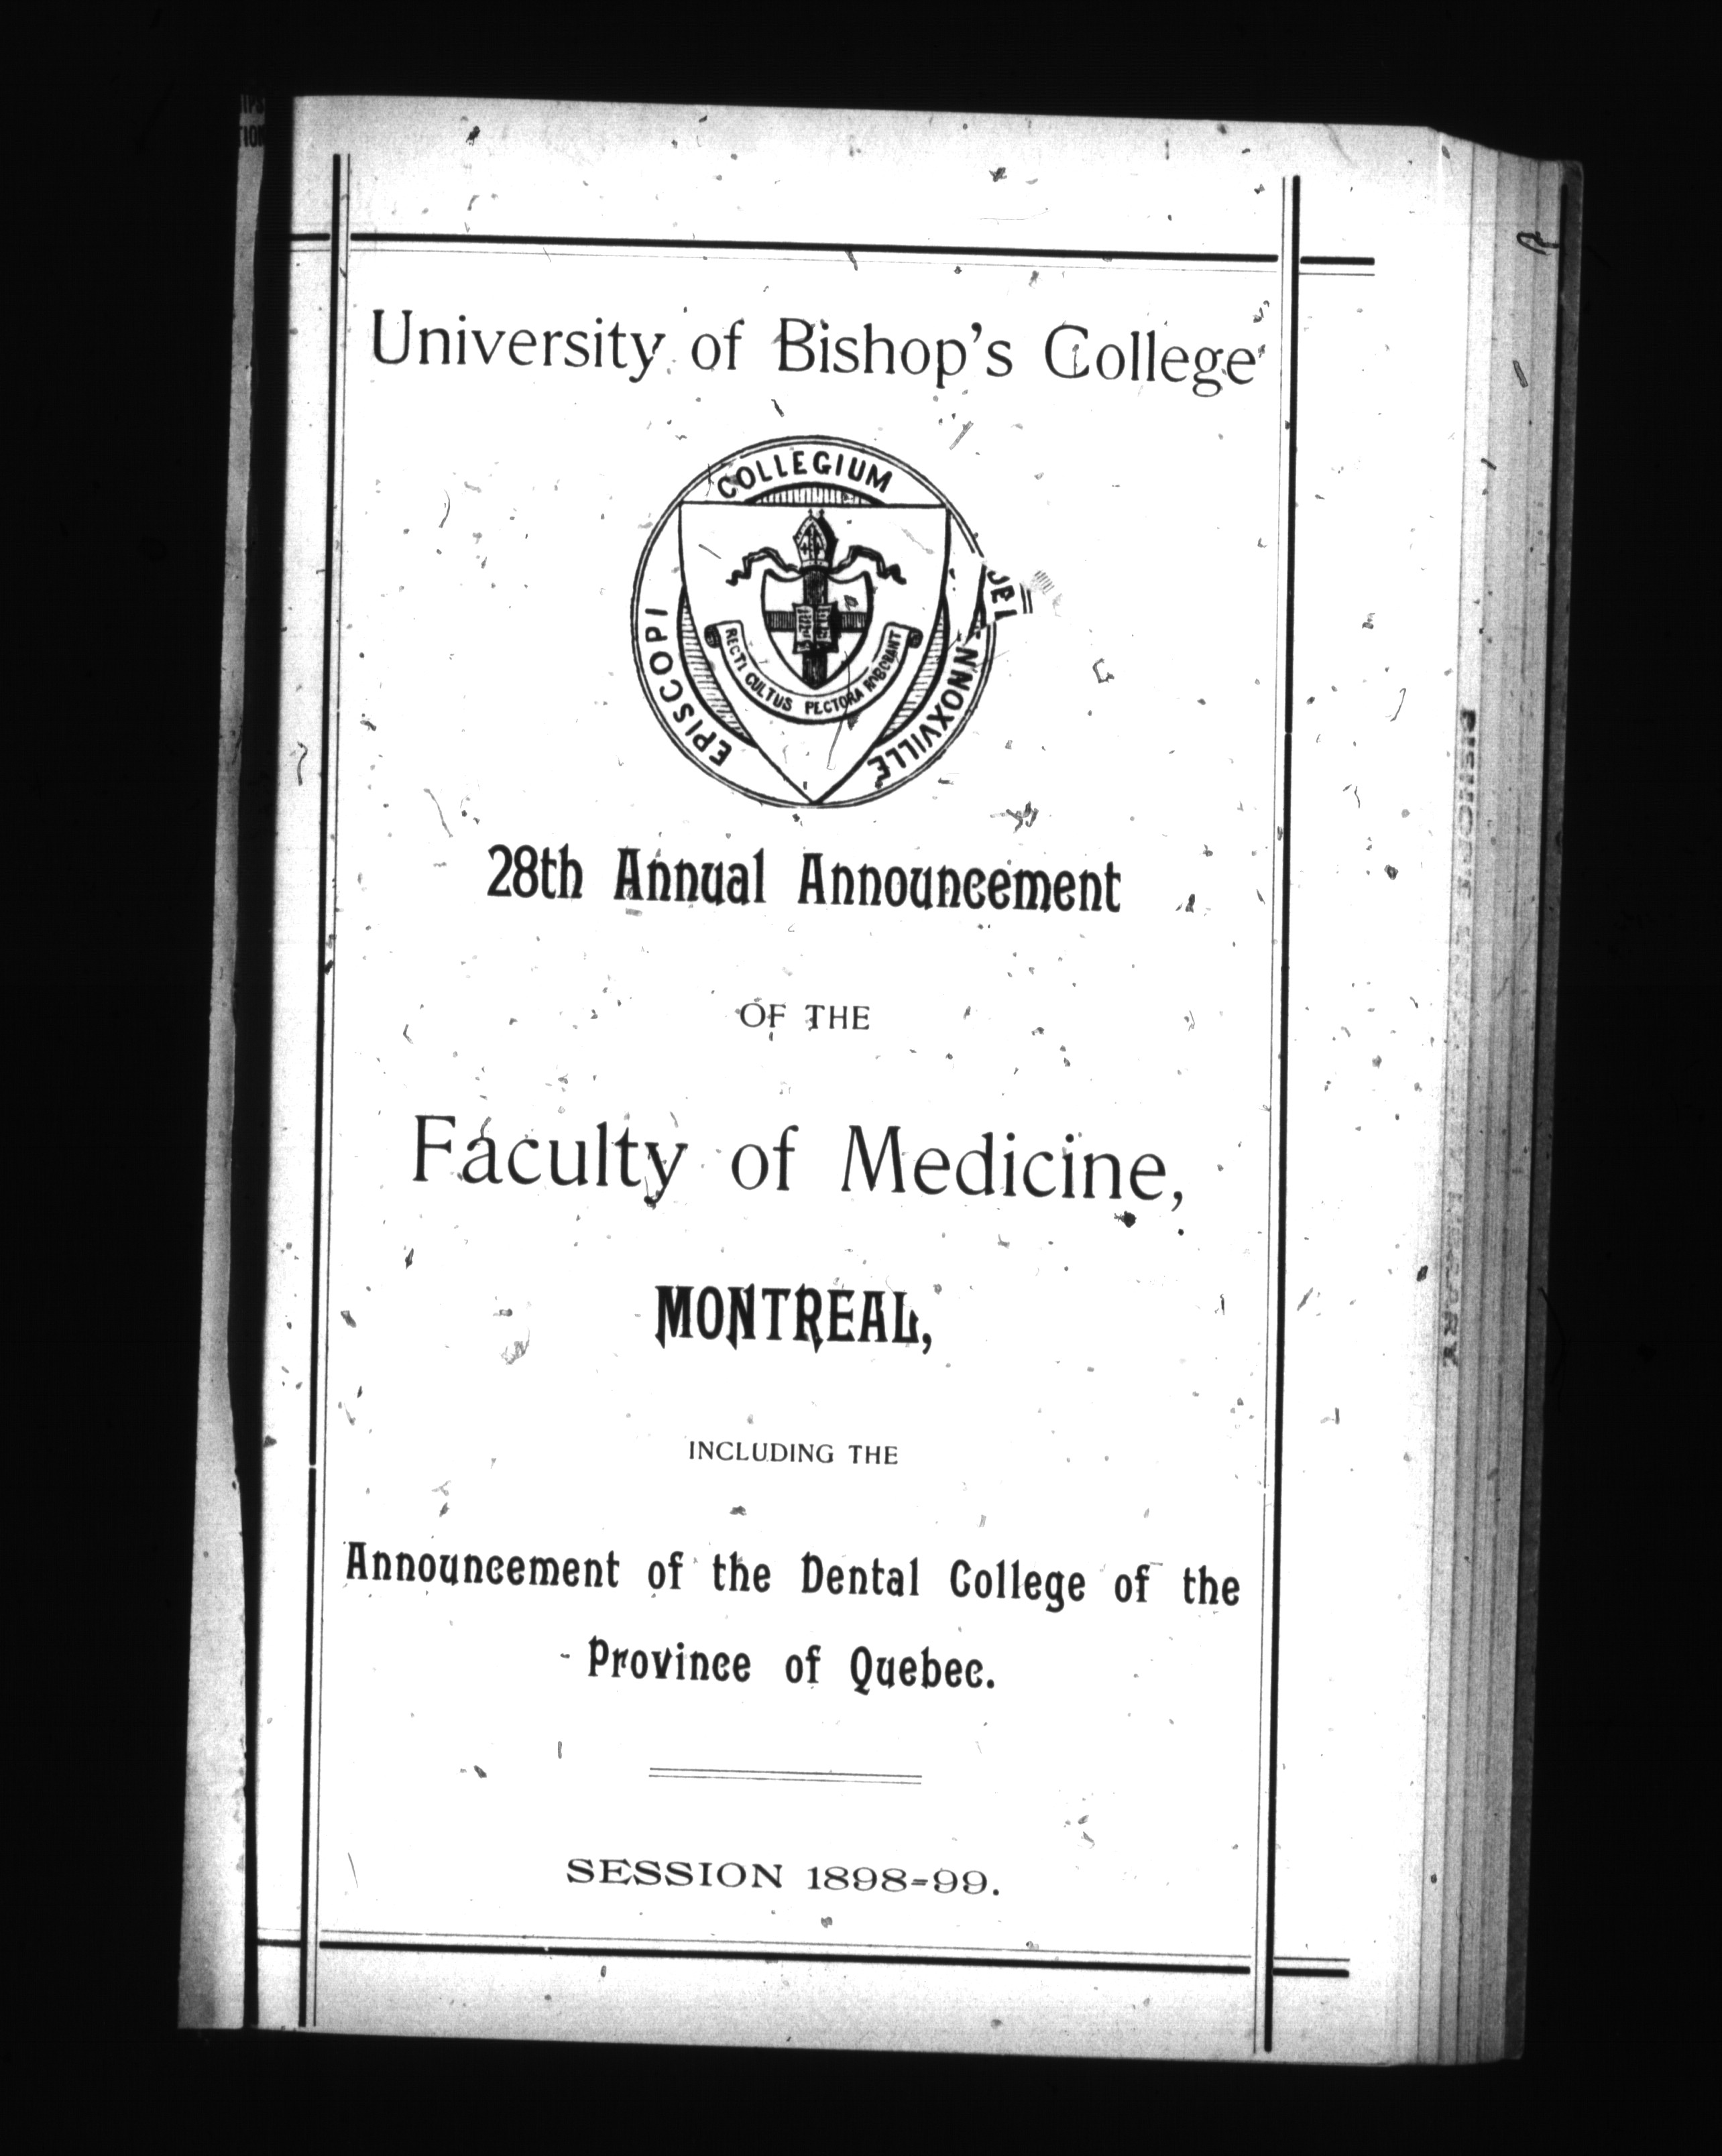 University of Bishop's College
COLLEGIUM
EPISCOPI
NNOXVILLE
RECTI CULTUS PECTORA ROBORANT
28th Annual Announcement
OF THE
Faculty of Medicine,
MONTREAL,
INCLUDING THE
Announcement of the Dental College of the
Province of Quebec.
SESSION 1898-99.